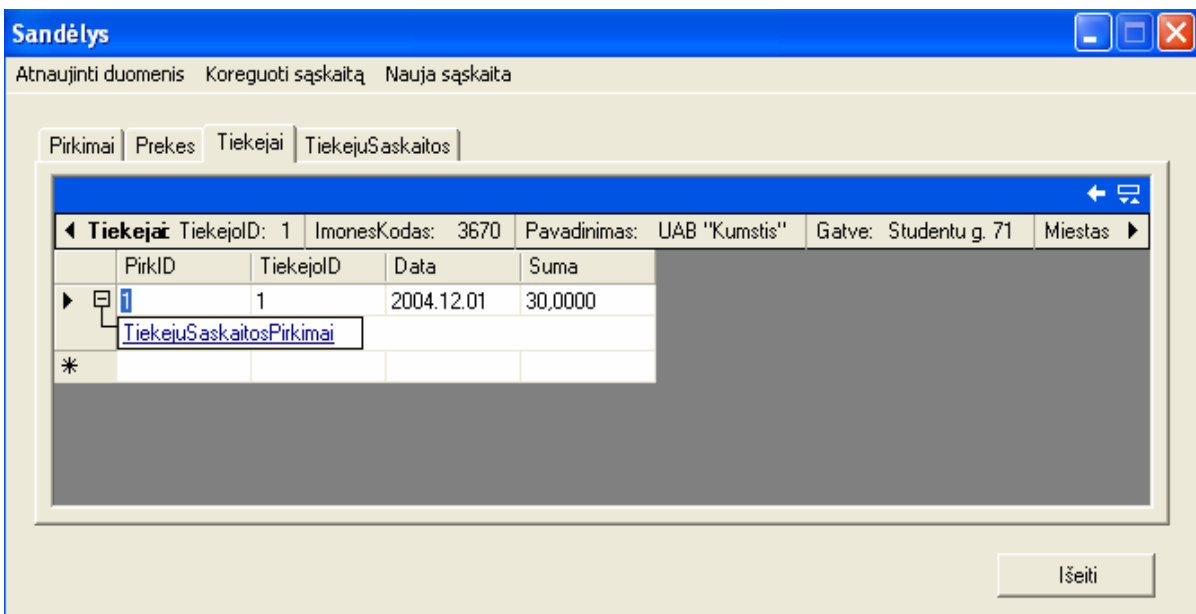 Sandėlys
Atnaujinti duomenis Koreguoti sąskaitą Nauja sąskaita
Pirkimai Prekes Tiekejai TiekejuSaskaitos
Tiekejai: TiekejoID: 1 ImonesKodas: 3670 Pavadinimas: UAB "Kumstis" Gatve: Studentu g. 71 Miestas
PirkID TiekejoID Data Suma
1 1 2004.12.01 30,0000
TiekejuSaskaitosPirkimai
Išeiti